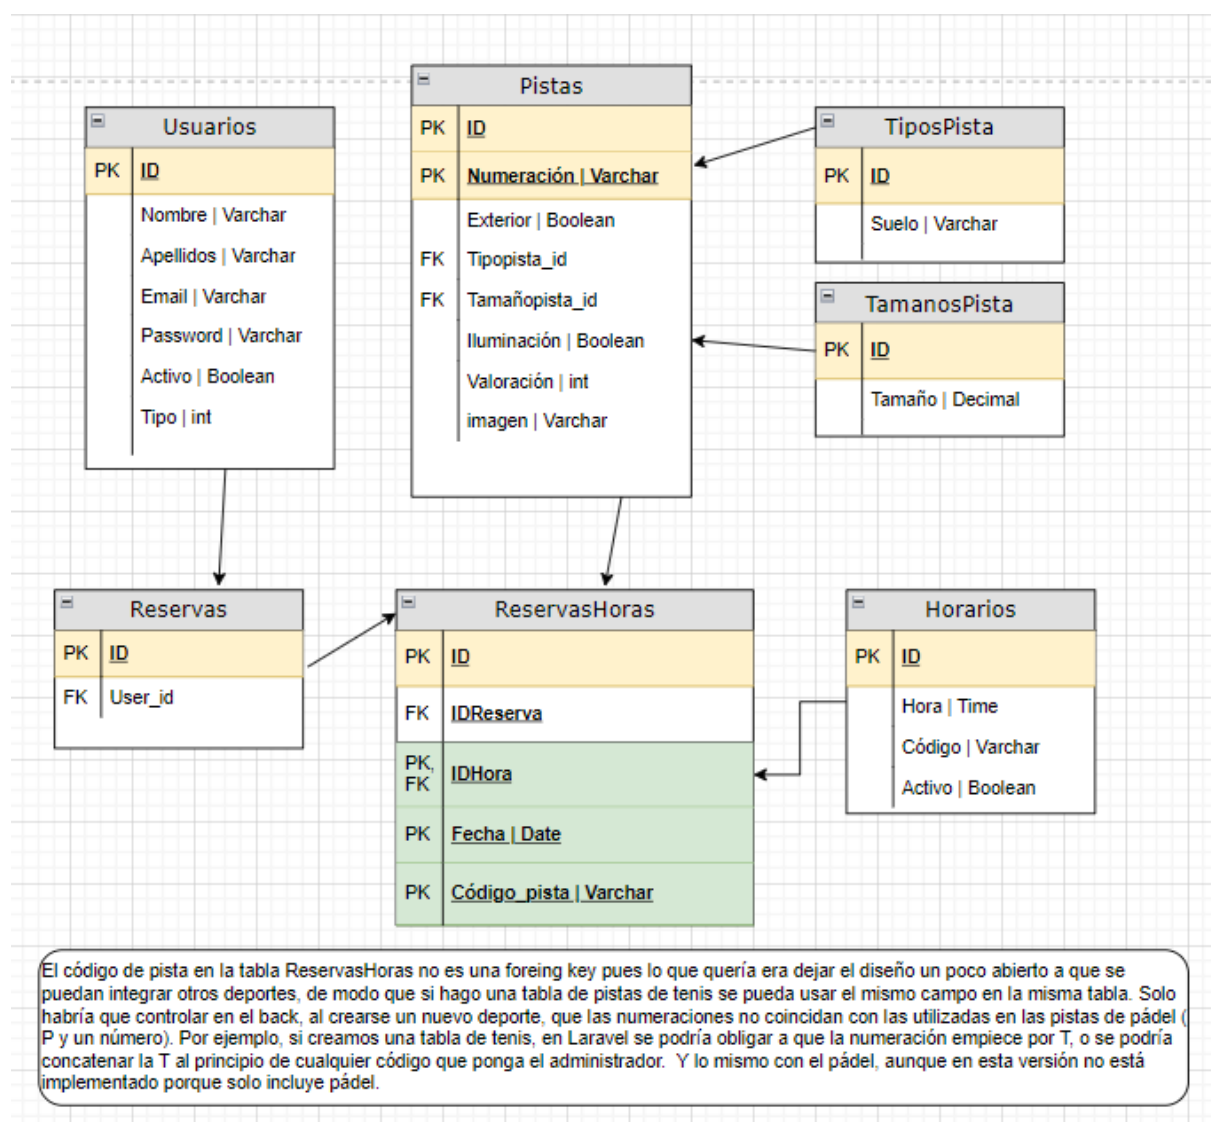 Usuarios
PK ID
Nombre | Varchar
Apellidos | Varchar
Email | Varchar
Password | Varchar
Activo | Boolean
Tipo | int
Pistas
PK ID
PK Numeración | Varchar
Exterior | Boolean
FK Tipopista_id
FK Tamañopista_id
Iluminación | Boolean
Valoración | int
imagen | Varchar
TiposPista
PK ID
Suelo | Varchar
TamanosPista
PK ID
Tamaño | Decimal
Reservas
PK ID
FK User_id
ReservasHoras
PK ID
FK IDReserva
PK, FK IDHora
PK Fecha | Date
PK Código_pista | Varchar
Horarios
PK ID
Hora | Time
Código | Varchar
Activo | Boolean
El código de pista en la tabla ReservasHoras no es una foreing key pues lo que quería era dejar el diseño un poco abierto a que se
puedan integrar otros deportes, de modo que si hago una tabla de pistas de tenis se pueda usar el mismo campo en la misma tabla. Solo
habría que controlar en el back, al crearse un nuevo deporte, que las numeraciones no coincidan con las utilizadas en las pistas de pádel (
P y un número). Por ejemplo, si creamos una tabla de tenis, en Laravel se podría obligar a que la numeración empiece por T, o se podría
concatenar la T al principio de cualquier código que ponga el administrador. Y lo mismo con el pádel, aunque en esta versión no está
implementado porque solo incluye pádel.